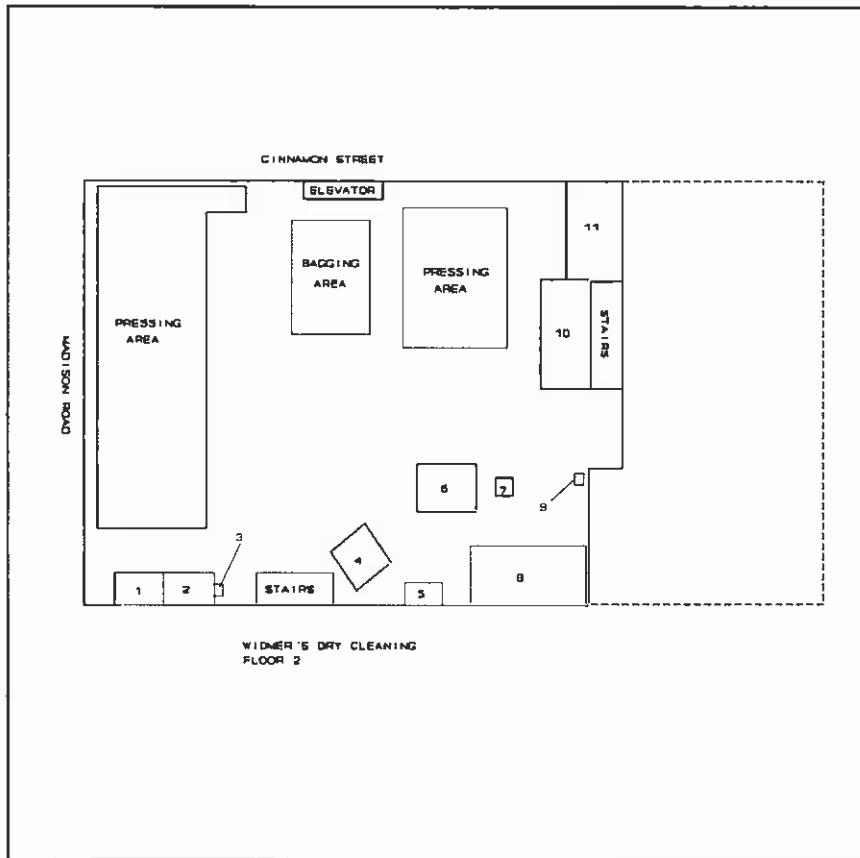 CINNAMON STREET
ELEVATOR
11
BAGGING
AREA
PRESSING
AREA
PRESSING
AREA
10
STAIRS
MADISON ROAD
6
7
9
3
4
1
2
STAIRS
5
8
WIDMER'S DRY CLEANING
FLOOR 2